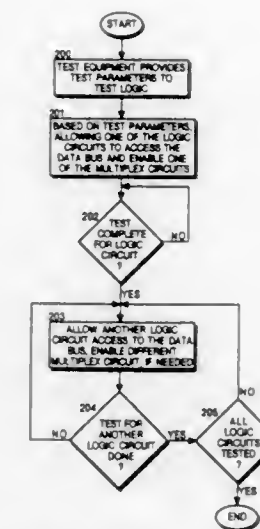 START
200
TEST EQUIPMENT PROVIDES
TEST PARAMETERS TO
TEST LOGIC
201
BASED ON TEST PARAMETERS,
ALLOWING ONE OF THE LOGIC
CIRCUITS TO ACCESS THE
DATA BUS AND ENABLE ONE
OF THE MULTIPLEX CIRCUITS
202
TEST
COMPLETE
FOR LOGIC
CIRCUIT
?
NO
YES
203
ALLOW ANOTHER LOGIC
CIRCUIT ACCESS TO THE DATA
BUS, ENABLE DIFFERENT
MULTIPLEX CIRCUIT, IF NEEDED
204
TEST FOR
ANOTHER
LOGIC CIRCUIT
DONE
?
NO
YES
205
ALL
LOGIC
CIRCUITS
TESTED
?
NO
YES
END